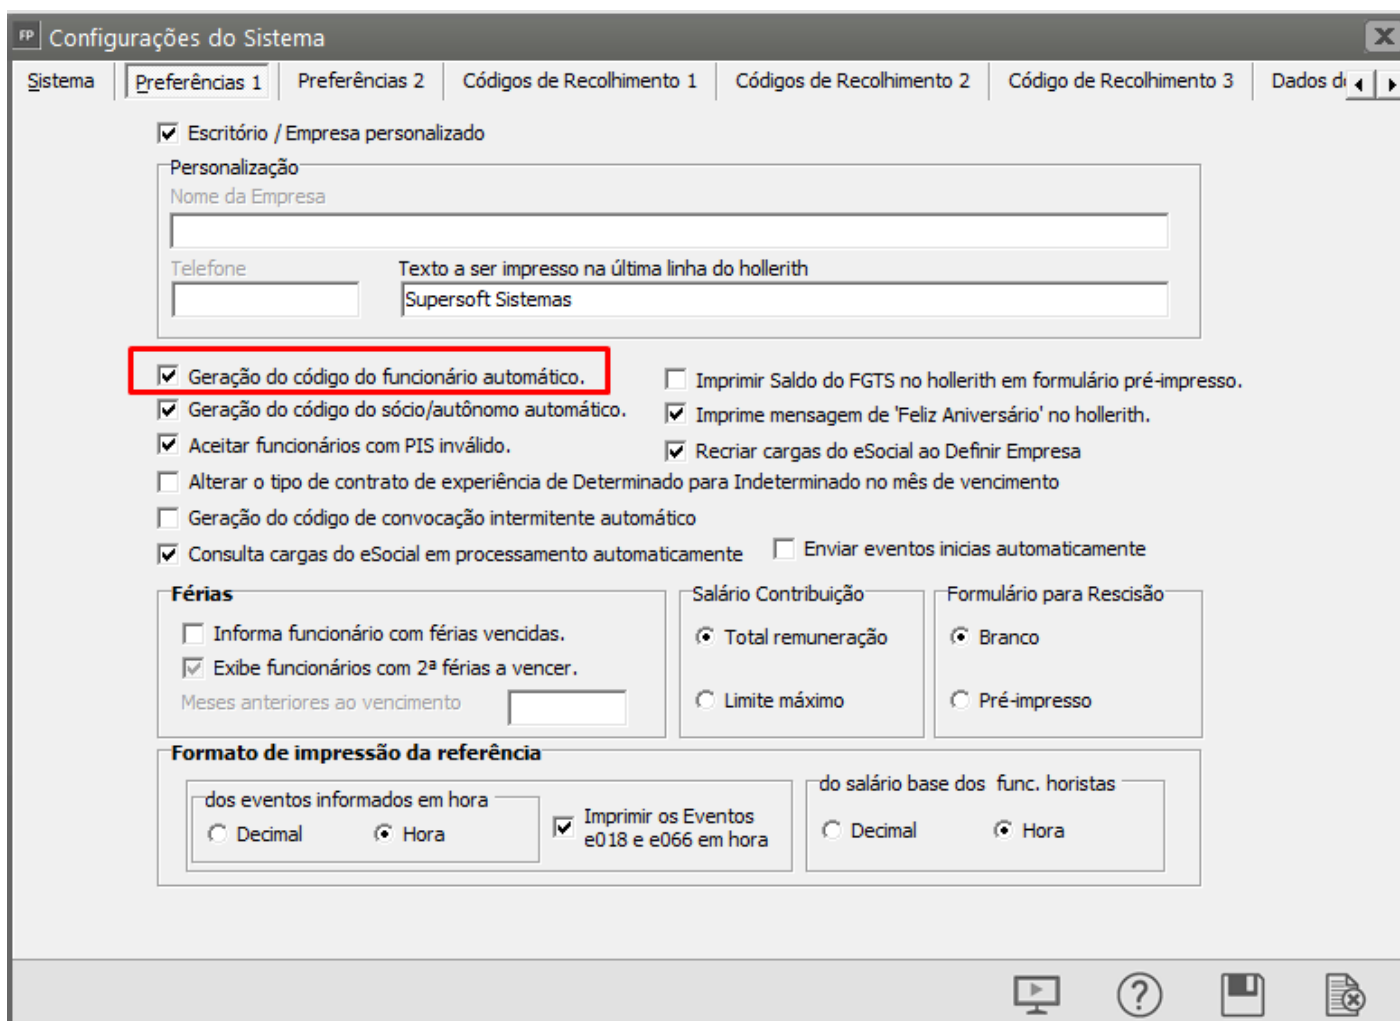 FP Configurações do Sistema
Sistema Preferências 1 Preferências 2 Códigos de Recolhimento 1 Códigos de Recolhimento 2 Código de Recolhimento 3 Dados d
Escritório / Empresa personalizado
Personalização
Nome da Empresa
Telefone Texto a ser impresso na última linha do hollerith
Supersoft Sistemas
Geração do código do funcionário automático. Imprimir Saldo do FGTS no hollerith em formulário pré-impresso.
Geração do código do sócio/autônomo automático. Imprime mensagem de 'Feliz Aniversário' no hollerith.
Aceitar funcionários com PIS inválido. Recriar cargas do eSocial ao Definir Empresa
Alterar o tipo de contrato de experiência de Determinado para Indeterminado no mês de vencimento
Geração do código de convocação intermitente automático
Consulta cargas do eSocial em processamento automaticamente Enviar eventos inicias automaticamente
Férias Salário Contribuição Formulário para Rescisão
Informa funcionário com férias vencidas. Total remuneração Branco
Exibe funcionários com 2ª férias a vencer.
Meses anteriores ao vencimento Limite máximo Pré-impresso
Formato de impressão da referência
dos eventos informados em hora do salário base dos func. horistas
Decimal Hora Imprimir os Eventos Decimal Hora
e018 e e066 em hora